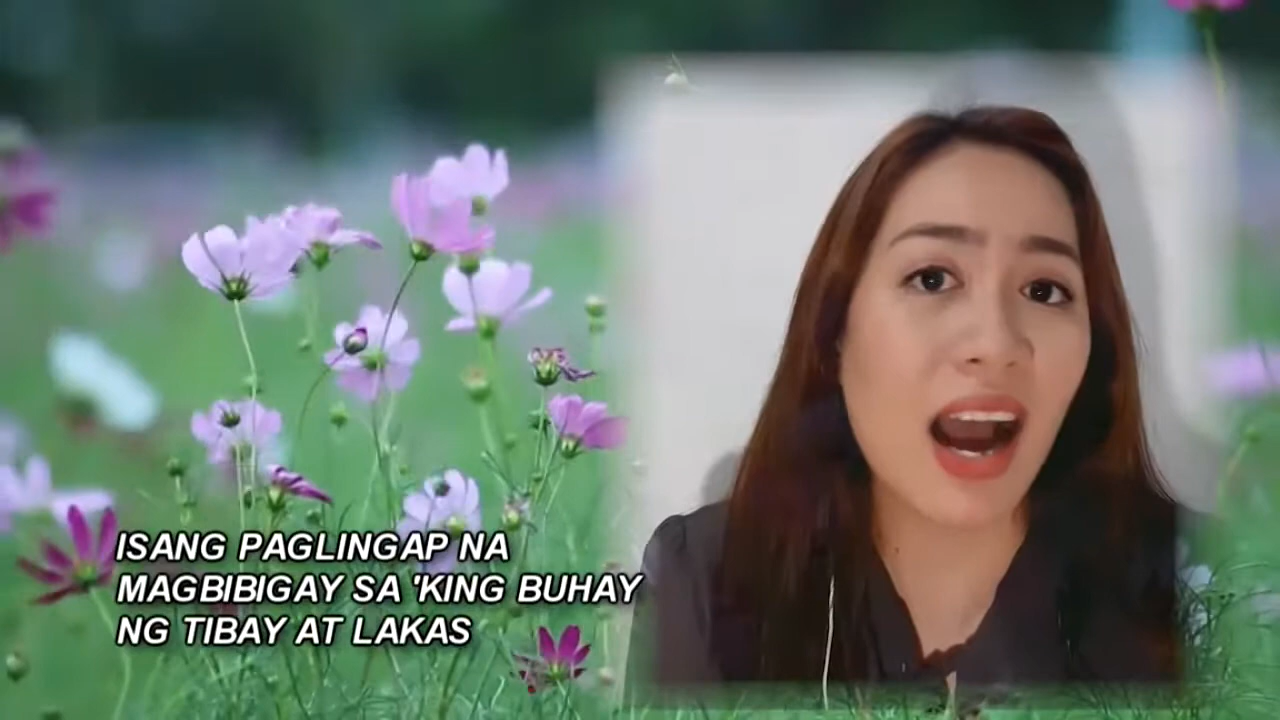 ISANG PAGLINGAP NA
MAGBIBIGAY SA 'KING BUHAY
NG TIBAY AT LAKAS